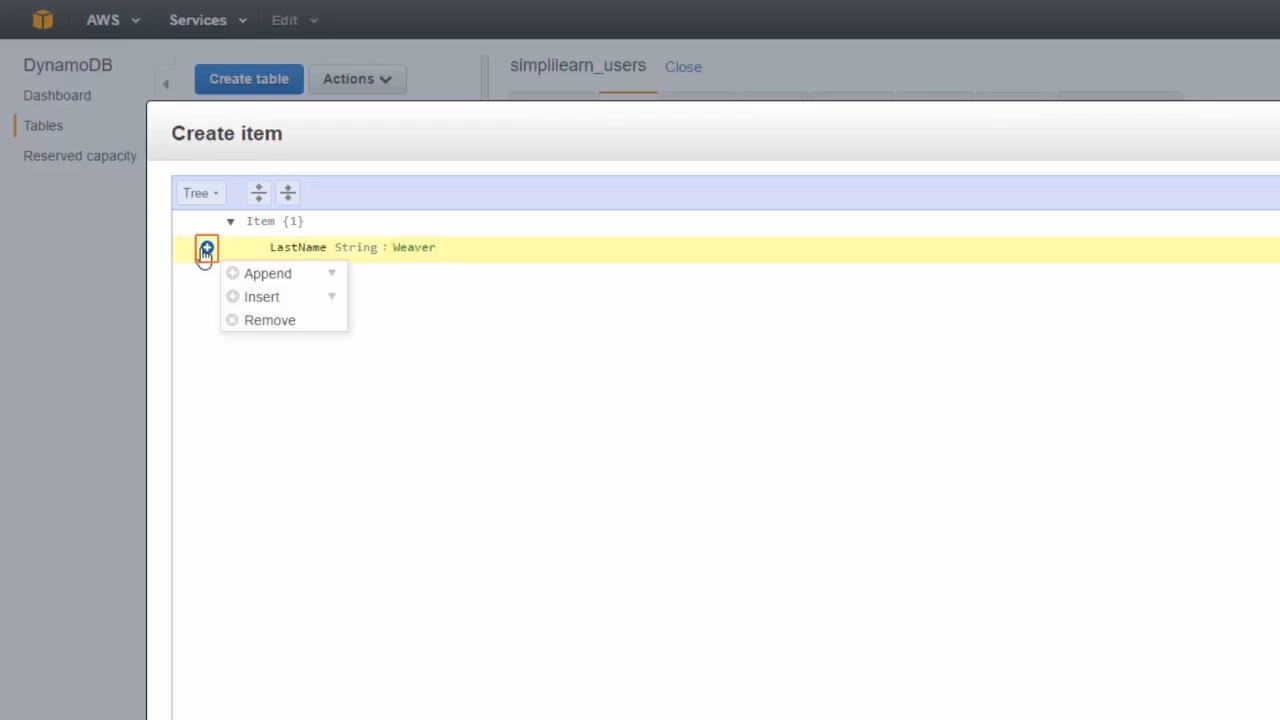 AWS Services Edit
DynamoDB
Dashboard
Tables
Reserved capacity
Create table Actions
simplilearn_users Close
Create item
Tree
Item {1}
LastName String : Weaver
Append
Insert
Remove